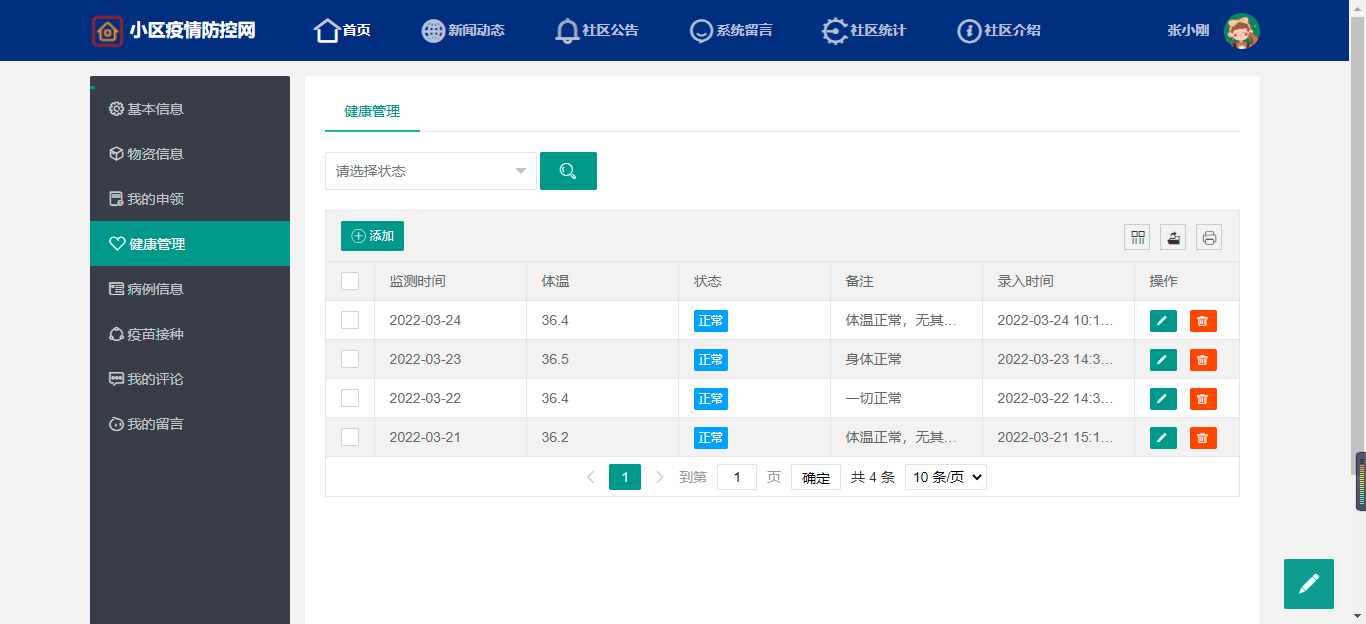 小区疫情防控网 首页 新闻动态 社区公告 系统留言 社区统计 社区介绍 张小刚
基本信息
物资信息
我的申领
健康管理
病例信息
疫苗接种
我的评论
我的留言
健康管理
请选择状态
添加
监测时间 体温 状态 备注 录入时间 操作
2022-03-24 36.4 正常 体温正常，无其... 2022-03-24 10:1...
2022-03-23 36.5 正常 身体正常 2022-03-23 14:3...
2022-03-22 36.4 正常 一切正常 2022-03-22 14:3...
2022-03-21 36.2 正常 体温正常，无其... 2022-03-21 15:1...
1 到第 1 页 确定 共 4 条 10 条/页